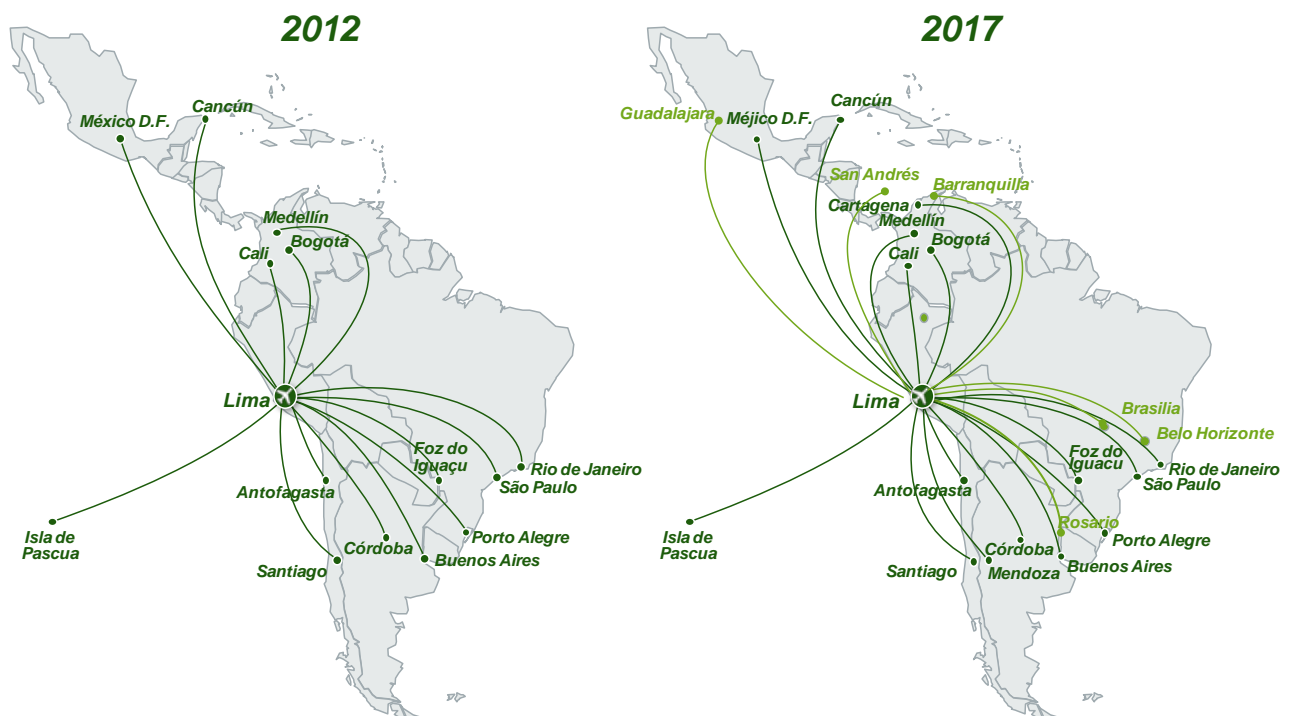 2012
México D.F.
Cancún
Medellín
Bogotá
Cali
Lima
Foz do
Iguaçu
Rio de Janeiro
São Paulo
Antofagasta
Isla de
Pascua
Córdoba
Porto Alegre
Santiago
Buenos Aires
2017
Guadalajara
Méjico D.F.
Cancún
San Andrés
Barranquilla
Cartagena
Medellín
Bogotá
Cali
Lima
Brasilia
Belo Horizonte
Foz do
Iguacu
Rio de Janeiro
São Paulo
Antofagasta
Rosario
Isla de
Pascua
Córdoba
Porto Alegre
Santiago
Mendoza
Buenos Aires